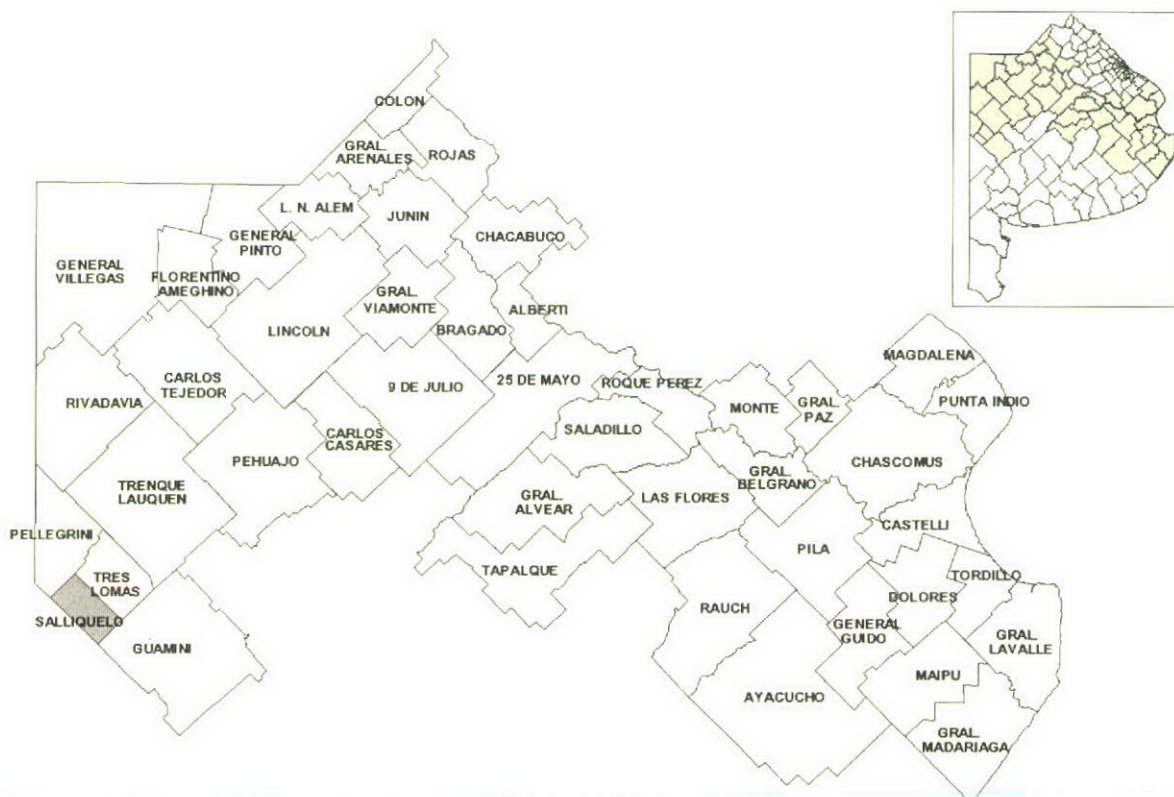 COLON
GRAL.
ARENALES
ROJAS
L. N. ALEM
JUNIN
GENERAL
PINTO
CHACABUCO
GENERAL
VILLEGAS
FLORENTINO
AMEGHINO
GRAL.
VIAMONTE
ALBERTI
LINCOLN
BRAGADO
MAGDALENA
CARLOS
TEJEDOR
9 DE JULIO
25 DE MAYO
ROQUE PEREZ
RIVADAVIA
MONTE
GRAL.
PAZ
PUNTA INDIO
SALADILLO
CARLOS
CASARES
PEHUAJO
CHASCOMUS
TRENQUE
LAUQUEN
GRAL.
BELGRANO
LAS FLORES
GRAL.
ALVEAR
CASTELLI
PELLEGRINI
PILA
TAPALQUE
TORDILLO
TRES
LOMAS
DOLORES
RAUCH
SALLIQUELO
GENERAL
GUIDO
GRAL.
LAVALLE
GUAMINI
MAIPU
AYACUCHO
GRAL.
MADARIAGA